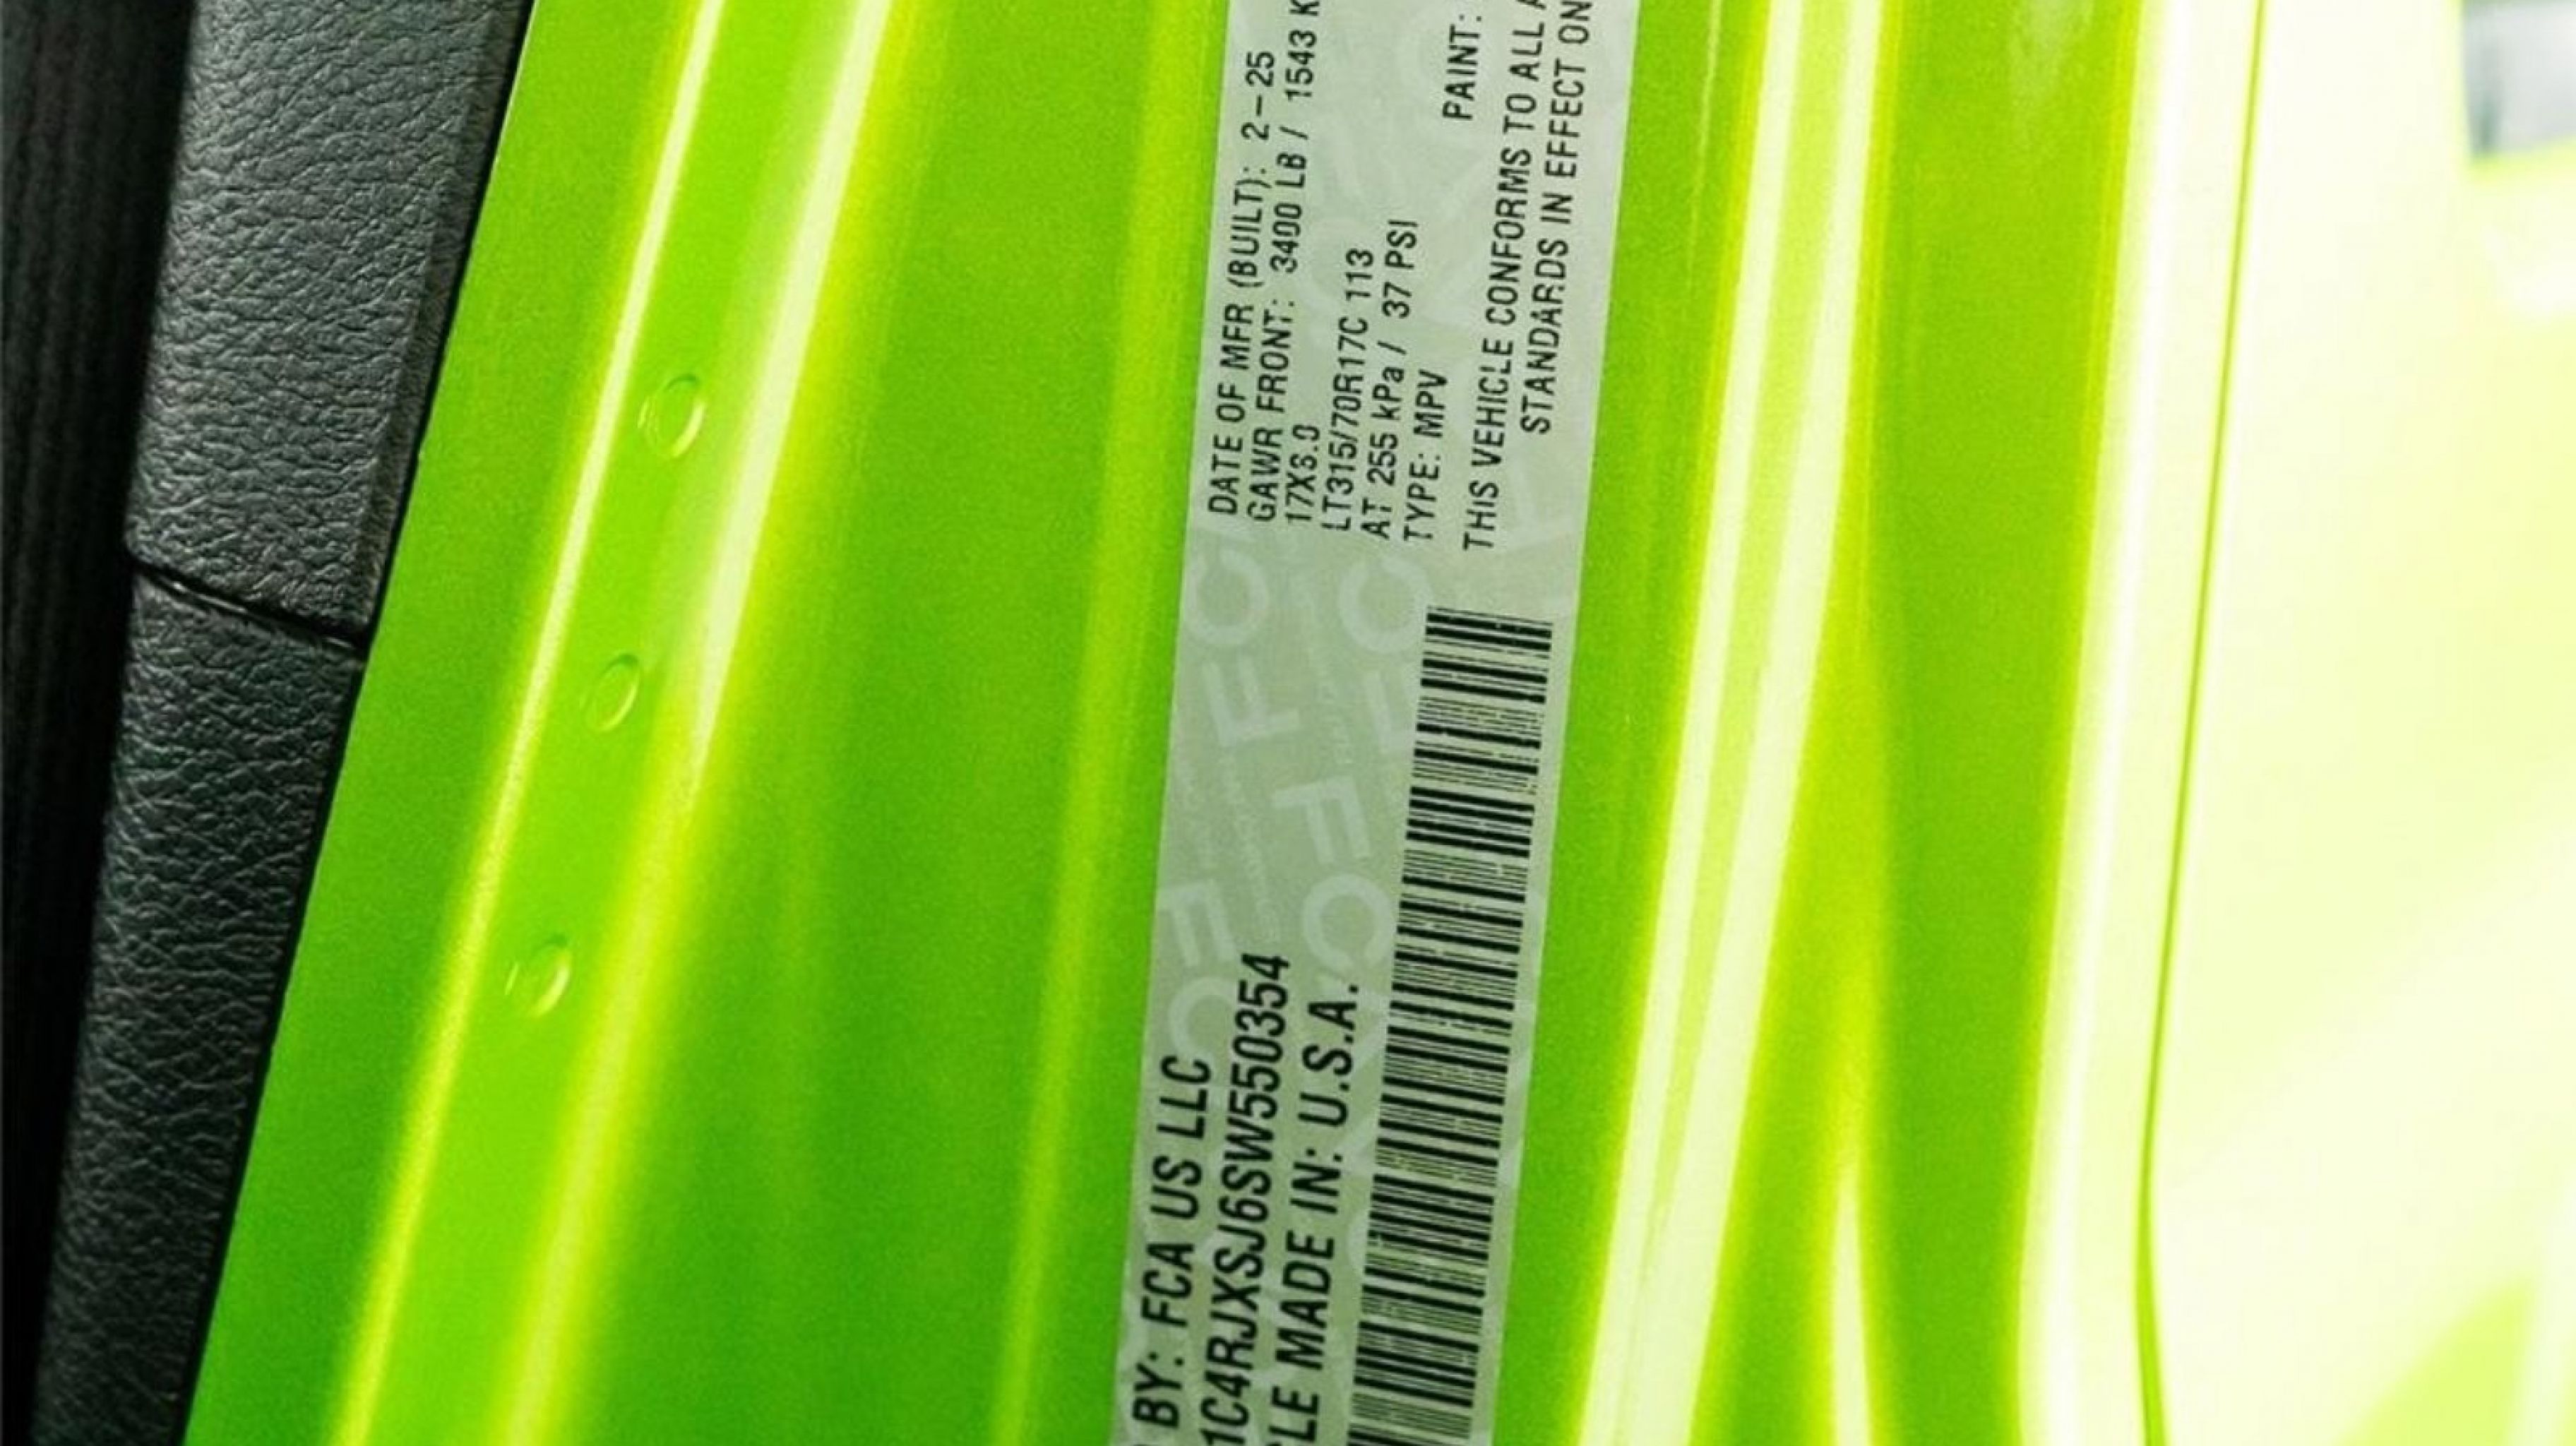 BY: FCA US LLC
1C4RJXSJ6SW550354
CLE MADE IN: U.S.A.
DATE OF MFR (BUILT): 2-25
GAWR FRONT: 3400 LB / 1543 K
17X8.0
LT315/70R17C 113
AT 255 kPa / 37 PSI
TYPE: MPV
PAINT:
THIS VEHICLE CONFORMS TO ALL A
STANDARDS IN EFFECT ON